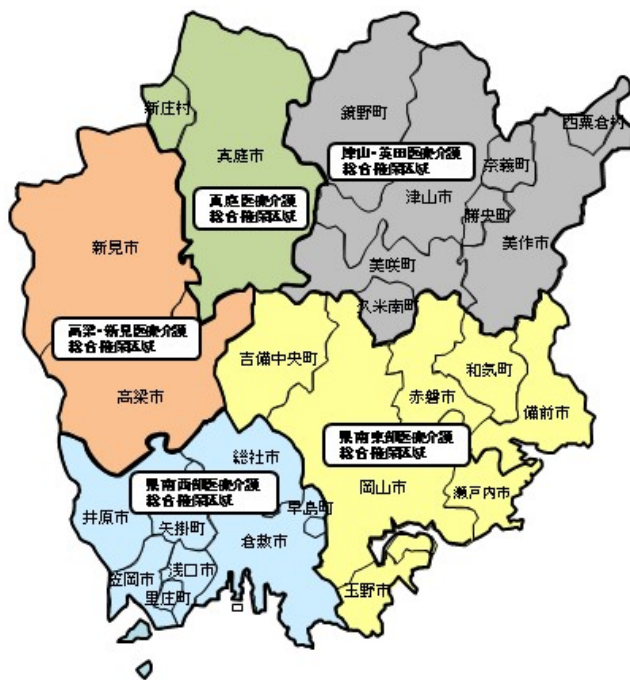 新庄村
真庭市
鏡野町
西粟倉村
津山・英田医療介護
総合確保区域
奈義町
津山市
勝央町
真庭医療介護
総合確保区域
美作市
新見市
美咲町
久米南町
高梁・新見医療介護
総合確保区域
吉備中央町
和気町
高梁市
赤磐市
備前市
総社市
県南東部医療介護
総合確保区域
県南西部医療介護
総合確保区域
岡山市
瀬戸内市
早島町
井原市
矢掛町
倉敷市
笠岡市
浅口市
里庄町
玉野市